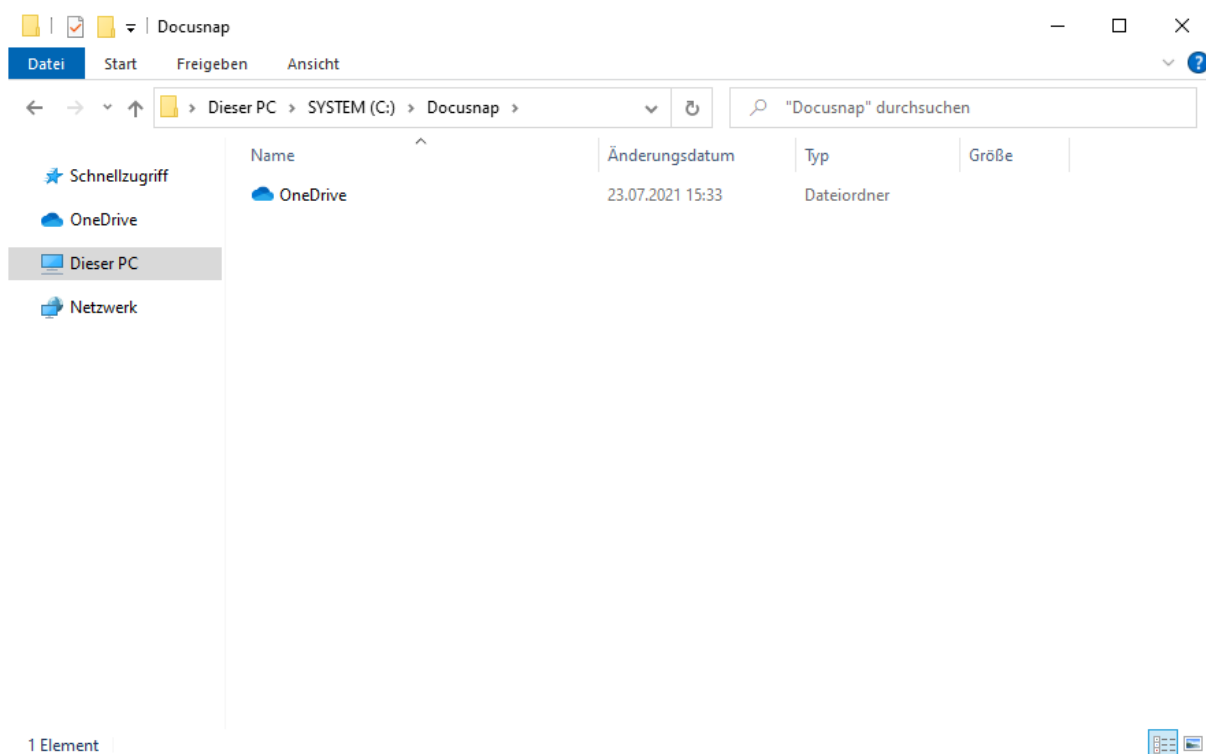 Docusnap
Datei Start Freigeben Ansicht ?
Dieser PC SYSTEM (C:) Docusnap "Docusnap" durchsuchen
Name Änderungsdatum Typ Größe
Schnellzugriff
OneDrive 23.07.2021 15:33 Dateiordner
OneDrive
Dieser PC
Netzwerk
1 Element